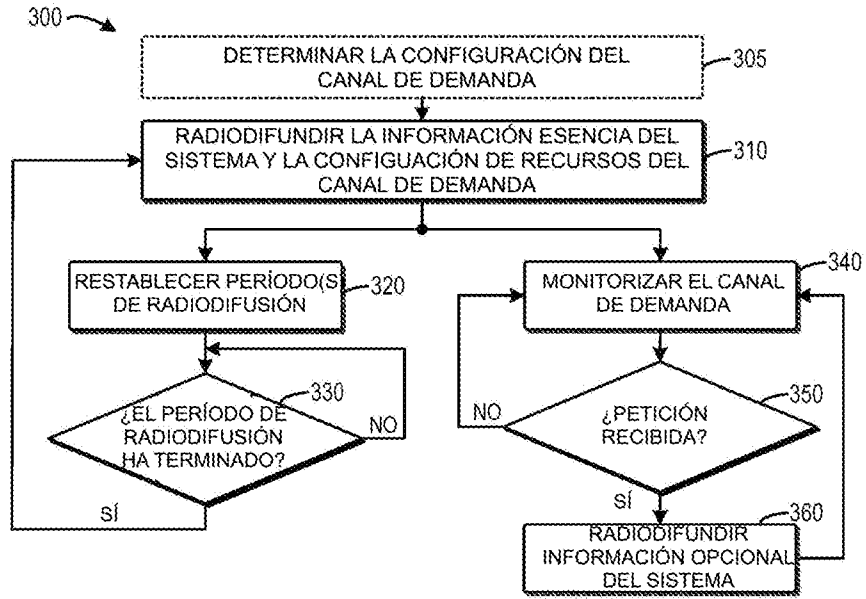 300
DETERMINAR LA CONFIGURACIÓN DEL
CANAL DE DEMANDA
305
RADIODIFUNDIR LA INFORMACIÓN ESENCIA DEL
SISTEMA Y LA CONFIGUACIÓN DE RECURSOS DEL
CANAL DE DEMANDA
310
RESTABLECER PERÍODO(S
DE RADIODIFUSIÓN
320
MONITORIZAR EL CANAL
DE DEMANDA
340
¿EL PERÍODO DE
RADIODIFUSIÓN
HA TERMINADO?
330
NO
SÍ
¿PETICIÓN
RECIBIDA?
350
NO
SÍ
RADIODIFUNDIR
INFORMACIÓN OPCIONAL
DEL SISTEMA
360